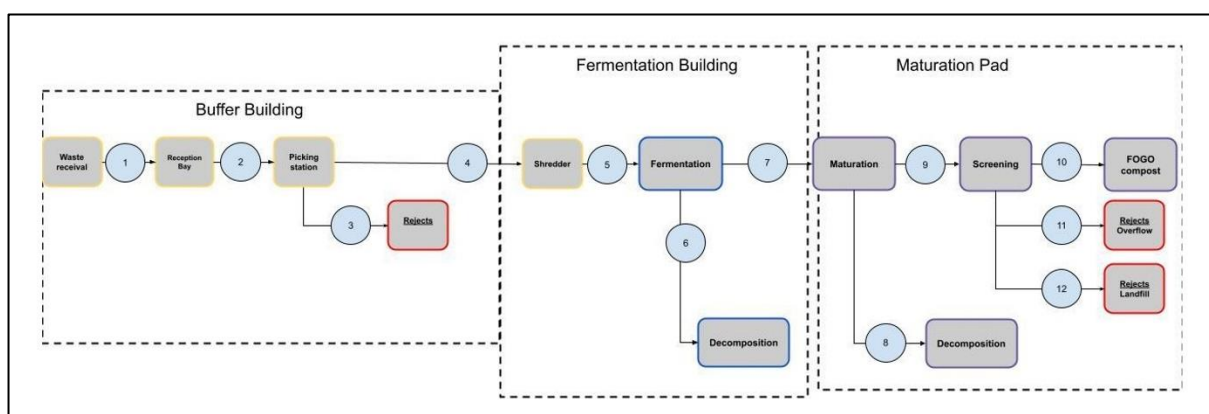 Fermentation Building
Maturation Pad
Buffer Building
Waste
receival
1
Reception
Bay
2
Picking
station
4
Shredder
5
Fermentation
7
Maturation
9
Screening
10
FOGO
compost
3
Rejects
11
Rejects
Overflow
6
12
Rejects
Landfill
Decomposition
8
Decomposition